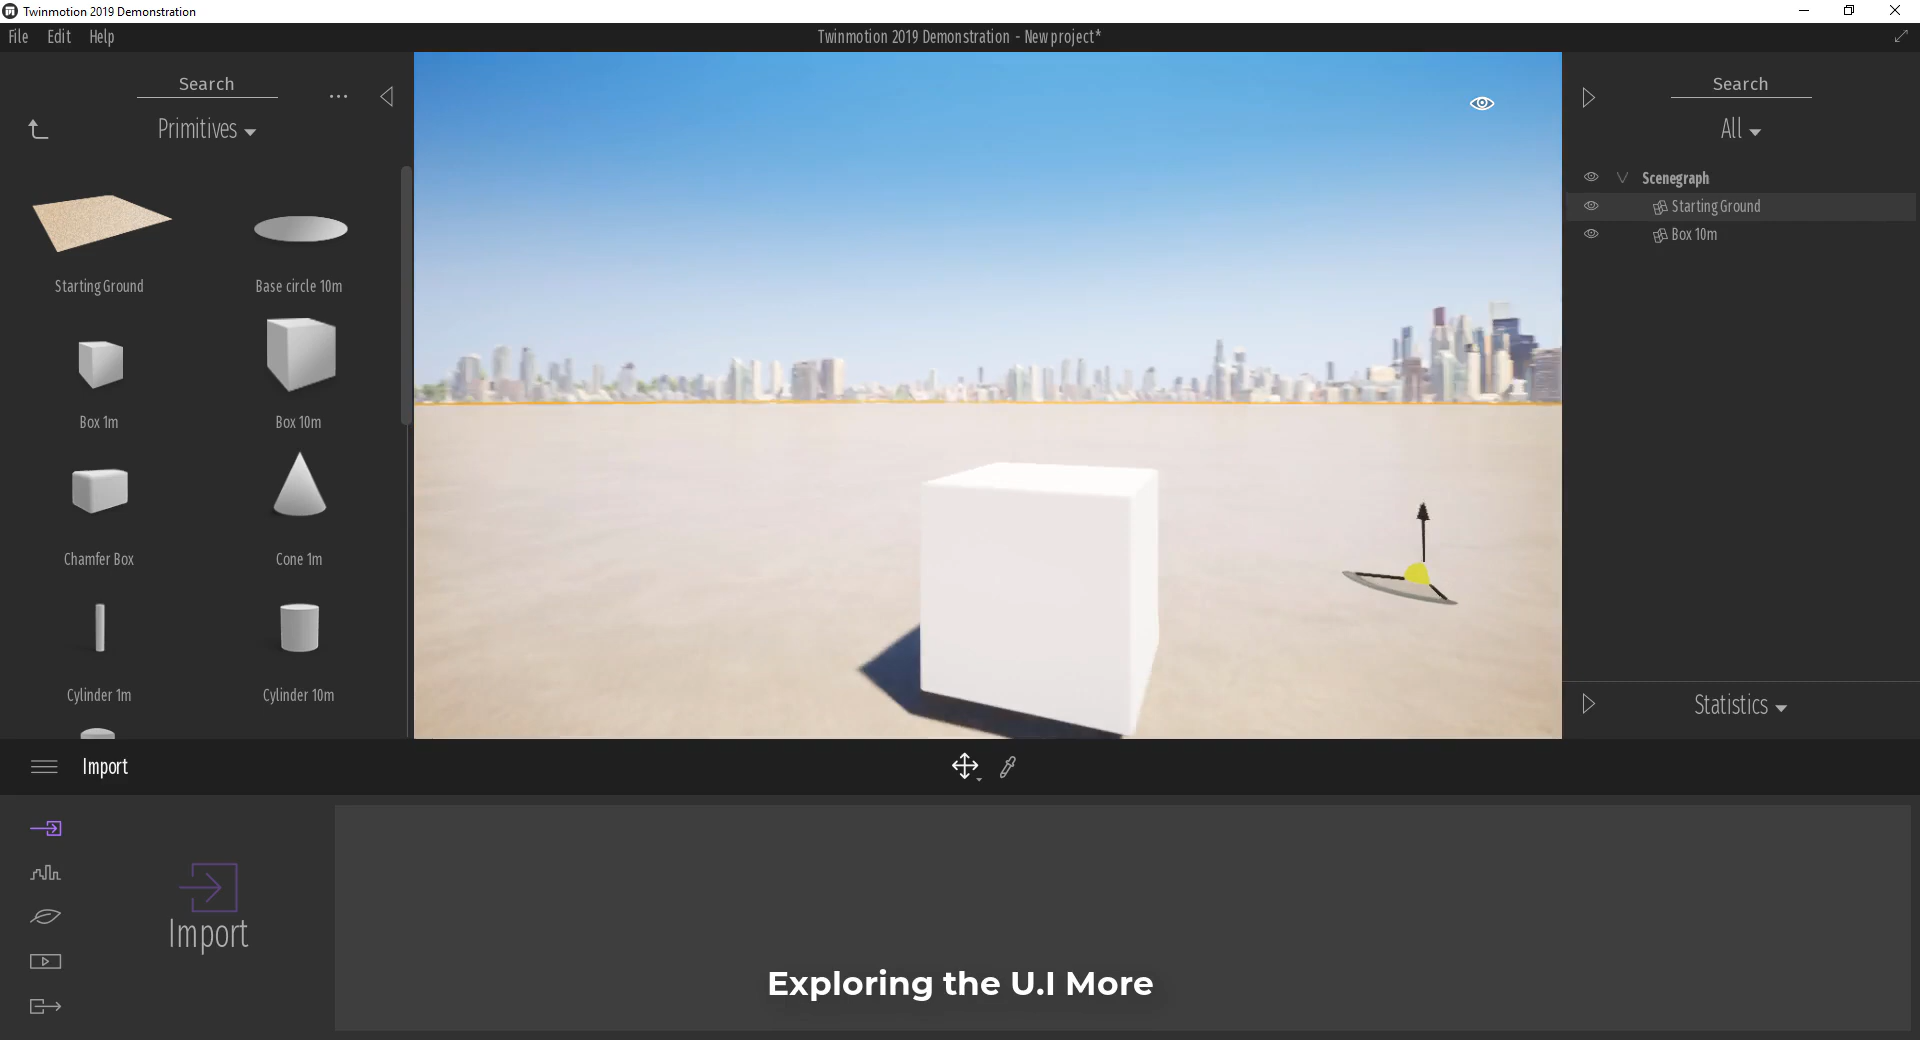 Twinmotion 2019 Demonstration
File Edit Help
Twinmotion 2019 Demonstration - New project*
Search
Primitives
Starting Ground
Base circle 10m
Box 1m
Box 10m
Chamfer Box
Cone 1m
Cylinder 1m
Cylinder 10m
Search
All
Scenegraph
Starting Ground
Box 10m
Statistics
Import
Import
Exploring the U.I More